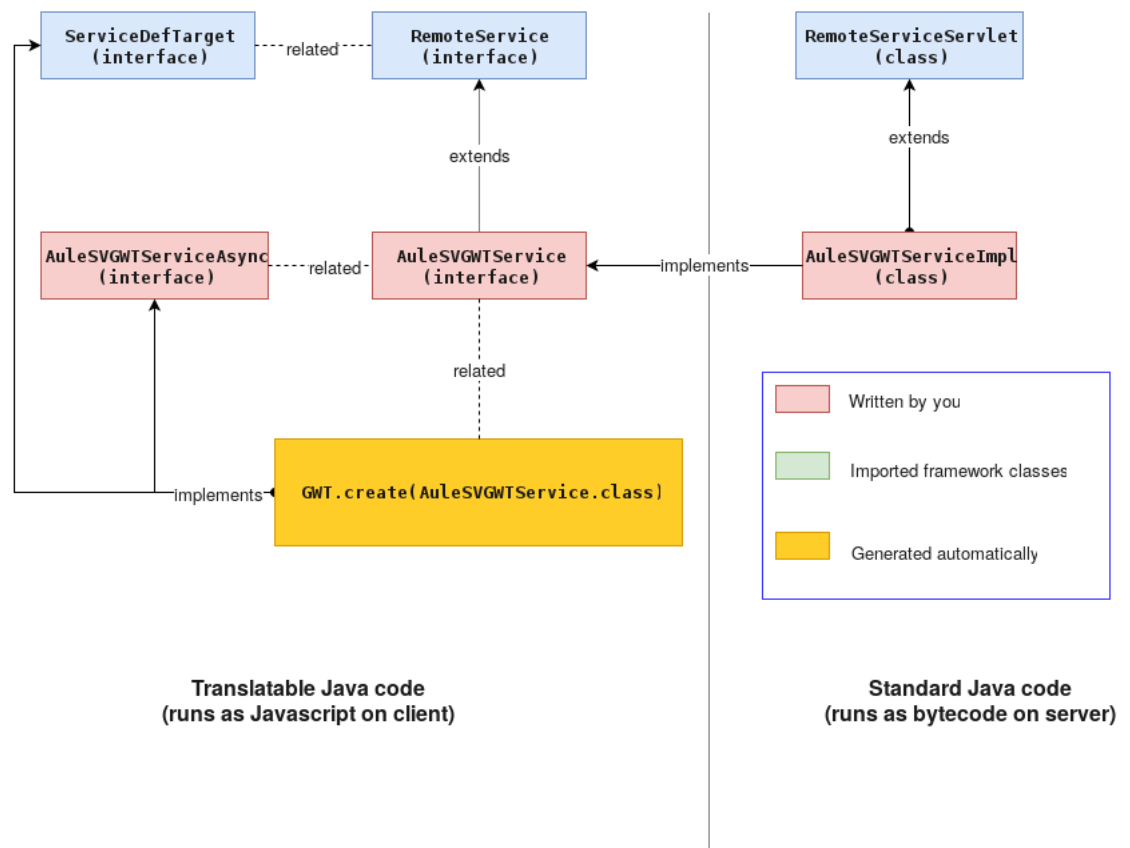 ServiceDefTarget
(interface)
related
RemoteService
(interface)
RemoteServiceServlet
(class)
extends
extends
AuleSVGWTServiceAsync
(interface)
related
AuleSVGWTService
(interface)
implements
AuleSVGWTServiceImpl
(class)
related
implements
GWT.create(AuleSVGWTService.class)
Written by you
Imported framework classes
Generated automatically
Translatable Java code
(runs as Javascript on client)
Standard Java code
(runs as bytecode on server)